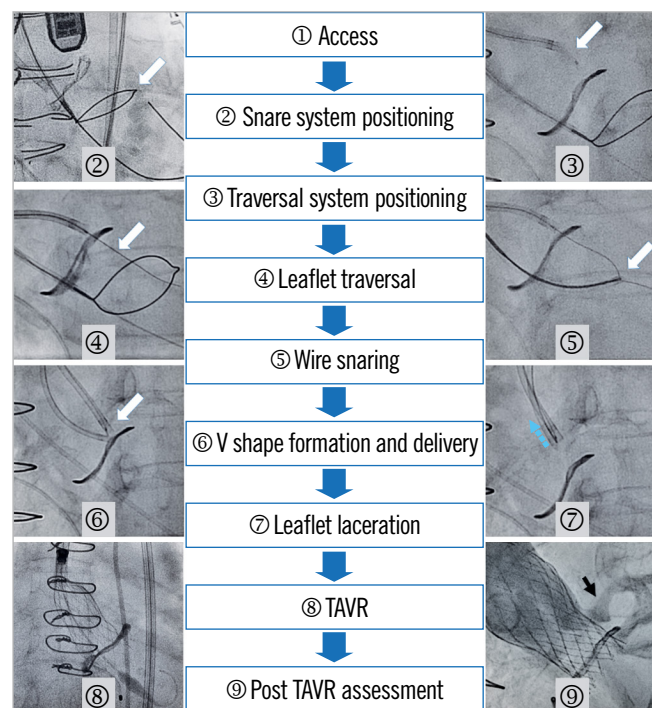 ① Access
② Snare system positioning
③ Traversal system positioning
④ Leaflet traversal
⑤ Wire snaring
⑥ V shape formation and delivery
⑦ Leaflet laceration
⑧ TAVR
⑨ Post TAVR assessment
②
③
④
⑤
⑥
⑦
⑧
⑨